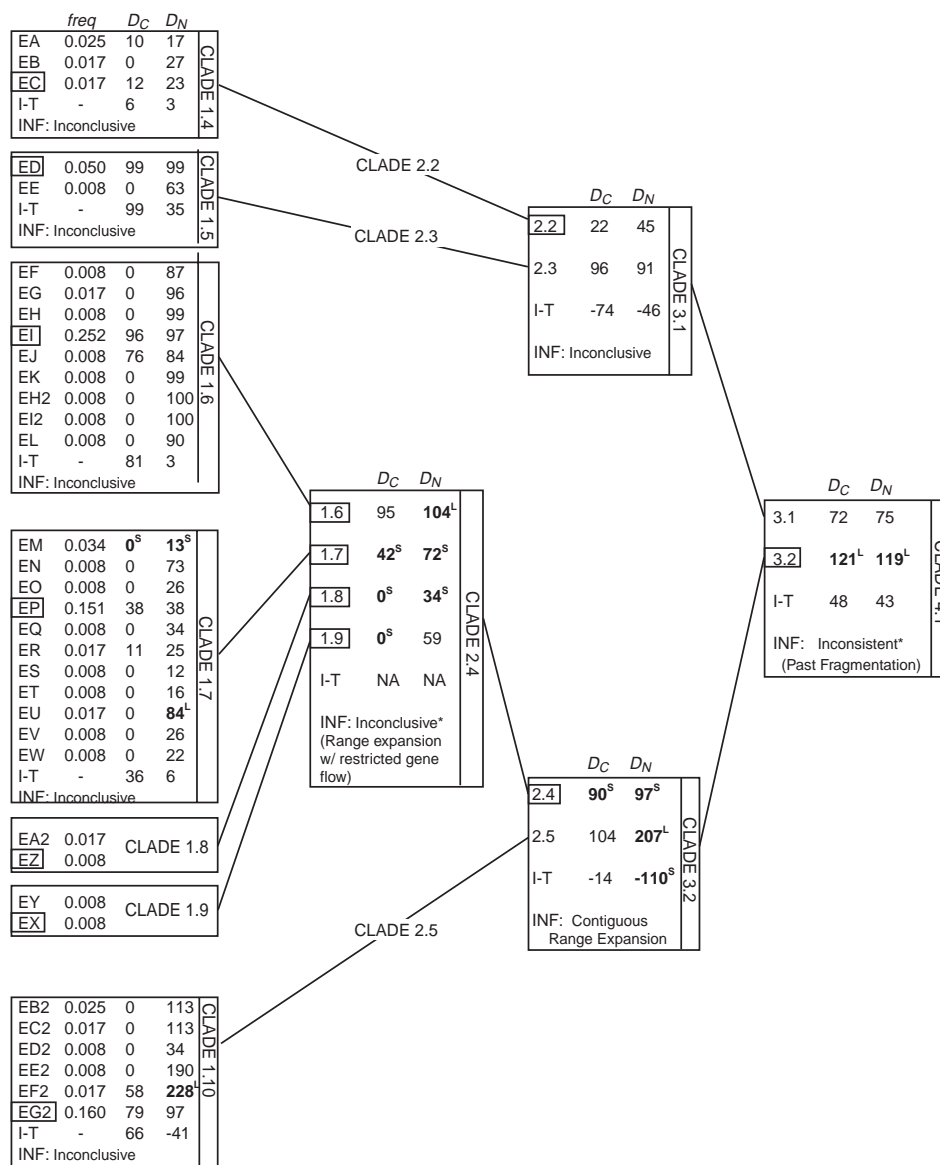 freq DC DN
EA 0.025 10 17
EB 0.017 0 27
EC 0.017 12 23
I-T - 6 3
INF: Inconclusive
CLADE 1.4
ED 0.050 99 99
EE 0.008 0 63
I-T - 99 35
INF: Inconclusive
CLADE 1.5
EF 0.008 0 87
EG 0.017 0 96
EH 0.008 0 99
EI 0.252 96 97
EJ 0.008 76 84
EK 0.008 0 99
EH2 0.008 0 100
EI2 0.008 0 100
EL 0.008 0 90
I-T - 81 3
INF: Inconclusive
CLADE 1.6
EM 0.034 0S 13S
EN 0.008 0 73
EO 0.008 0 26
EP 0.151 38 38
EQ 0.008 0 34
ER 0.017 11 25
ES 0.008 0 12
ET 0.008 0 16
EU 0.017 0 84L
EV 0.008 0 26
EW 0.008 0 22
I-T - 36 6
INF: Inconclusive
CLADE 1.7
EA2 0.017
EZ 0.008
CLADE 1.8
EY 0.008
EX 0.008
CLADE 1.9
EB2 0.025 0 113
EC2 0.017 0 113
ED2 0.008 0 34
EE2 0.008 0 190
EF2 0.017 58 228L
EG2 0.160 79 97
I-T - 66 -41
INF: Inconclusive
CLADE 1.10
CLADE 2.2
CLADE 2.3
DC DN
1.6 95 104L
1.7 42S 72S
1.8 0S 34S
1.9 0S 59
I-T NA NA
INF: Inconclusive*
(Range expansion
w/ restricted gene
flow)
CLADE 2.4
CLADE 2.5
DC DN
2.2 22 45
2.3 96 91
I-T -74 -46
INF: Inconclusive
CLADE 3.1
DC DN
2.4 90S 97S
2.5 104 207L
I-T -14 -110S
INF: Contiguous
Range Expansion
CLADE 3.2
DC DN
3.1 72 75
3.2 121L 119L
I-T 48 43
INF: Inconsistent*
(Past Fragmentation)
CLADE 4.1